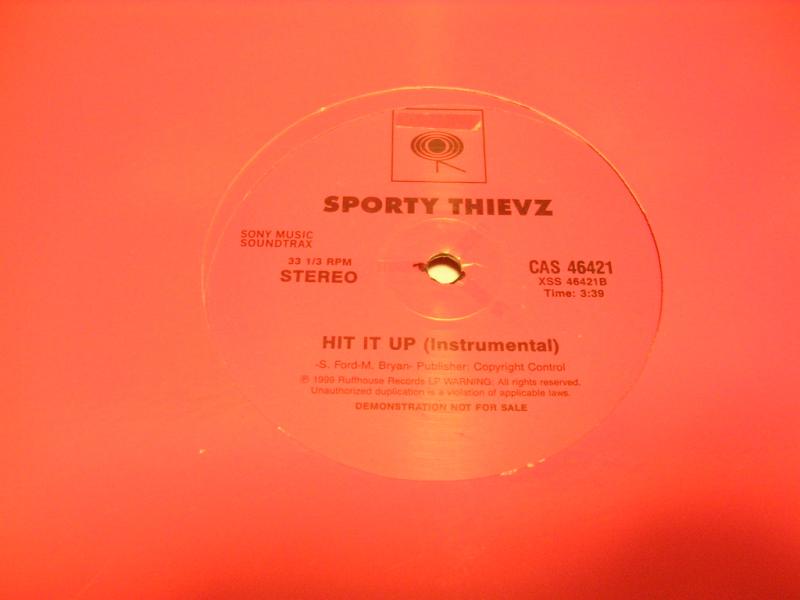 SPORTY THIEVZ
SONY MUSIC
SOUNDTRAX
33 1/3 RPM
STEREO
CAS 46421
XSS 46421B
Time: 3:39
HIT IT UP (Instrumental)
-S. Ford-M. Bryan- Publisher: Copyright Control
℗ 1999 Ruffhouse Records LP WARNING: All rights reserved.
Unauthorized duplication is a violation of applicable laws.
DEMONSTRATION NOT FOR SALE